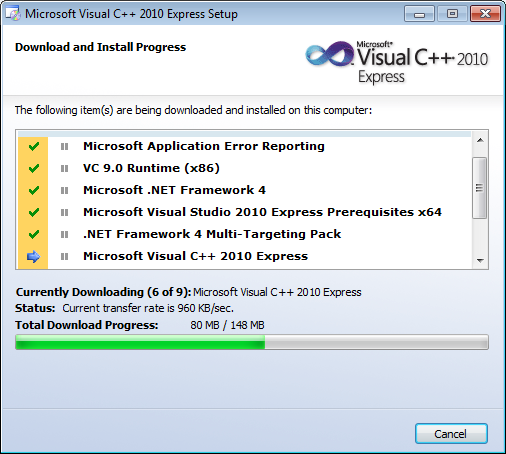 Microsoft Visual C++ 2010 Express Setup
Download and Install Progress
Microsoft®
Visual C++ 2010
Express
The following item(s) are being downloaded and installed on this computer:
Microsoft Application Error Reporting
VC 9.0 Runtime (x86)
Microsoft .NET Framework 4
Microsoft Visual Studio 2010 Express Prerequisites x64
.NET Framework 4 Multi-Targeting Pack
Microsoft Visual C++ 2010 Express
Currently Downloading (6 of 9): Microsoft Visual C++ 2010 Express
Status: Current transfer rate is 960 KB/sec.
Total Download Progress: 80 MB / 148 MB
Cancel